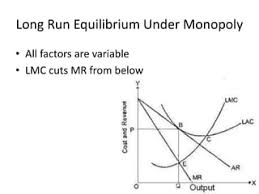 Long Run Equilibrium Under Monopoly
• All factors are variable
• LMC cuts MR from below
Y
Cost and Revenue
LMC
LAC
P
B
C
E
AR
MR
O
Q
Output
X